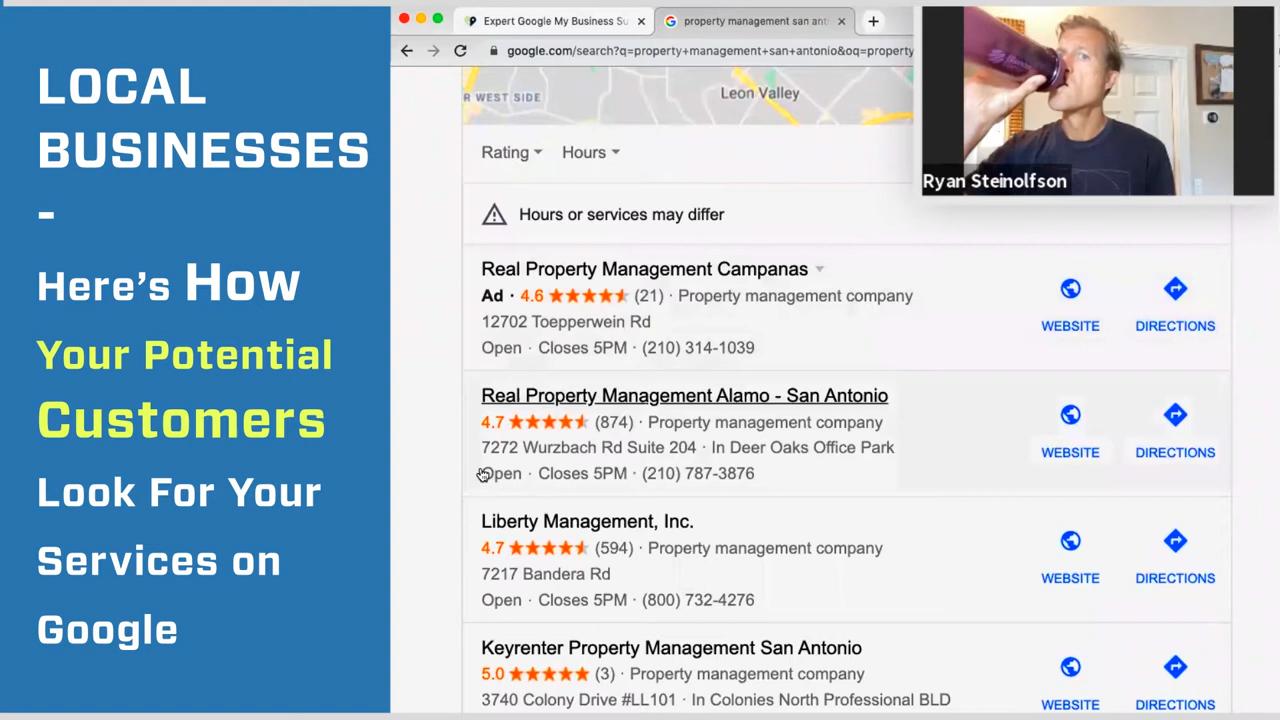 LOCAL
BUSINESSES
-
Here's How
Your Potential
Customers
Look For Your
Services on
Google
Expert Google My Business Su
property management san ant
google.com/search?q=property+management+san+antonio&oq=property
R WEST SIDE
Leon Valley
Rating
Hours
Ryan Steinolfson
Hours or services may differ
Real Property Management Campanas
Ad · 4.6 (21) · Property management company
12702 Toepperwein Rd
Open · Closes 5PM · (210) 314-1039
WEBSITE
DIRECTIONS
Real Property Management Alamo - San Antonio
4.7 (874) · Property management company
7272 Wurzbach Rd Suite 204 · In Deer Oaks Office Park
Open · Closes 5PM · (210) 787-3876
WEBSITE
DIRECTIONS
Liberty Management, Inc.
4.7 (594) · Property management company
7217 Bandera Rd
Open · Closes 5PM · (800) 732-4276
WEBSITE
DIRECTIONS
Keyrenter Property Management San Antonio
5.0 (3) · Property management company
3740 Colony Drive #LL101 · In Colonies North Professional BLD
WEBSITE
DIRECTIONS